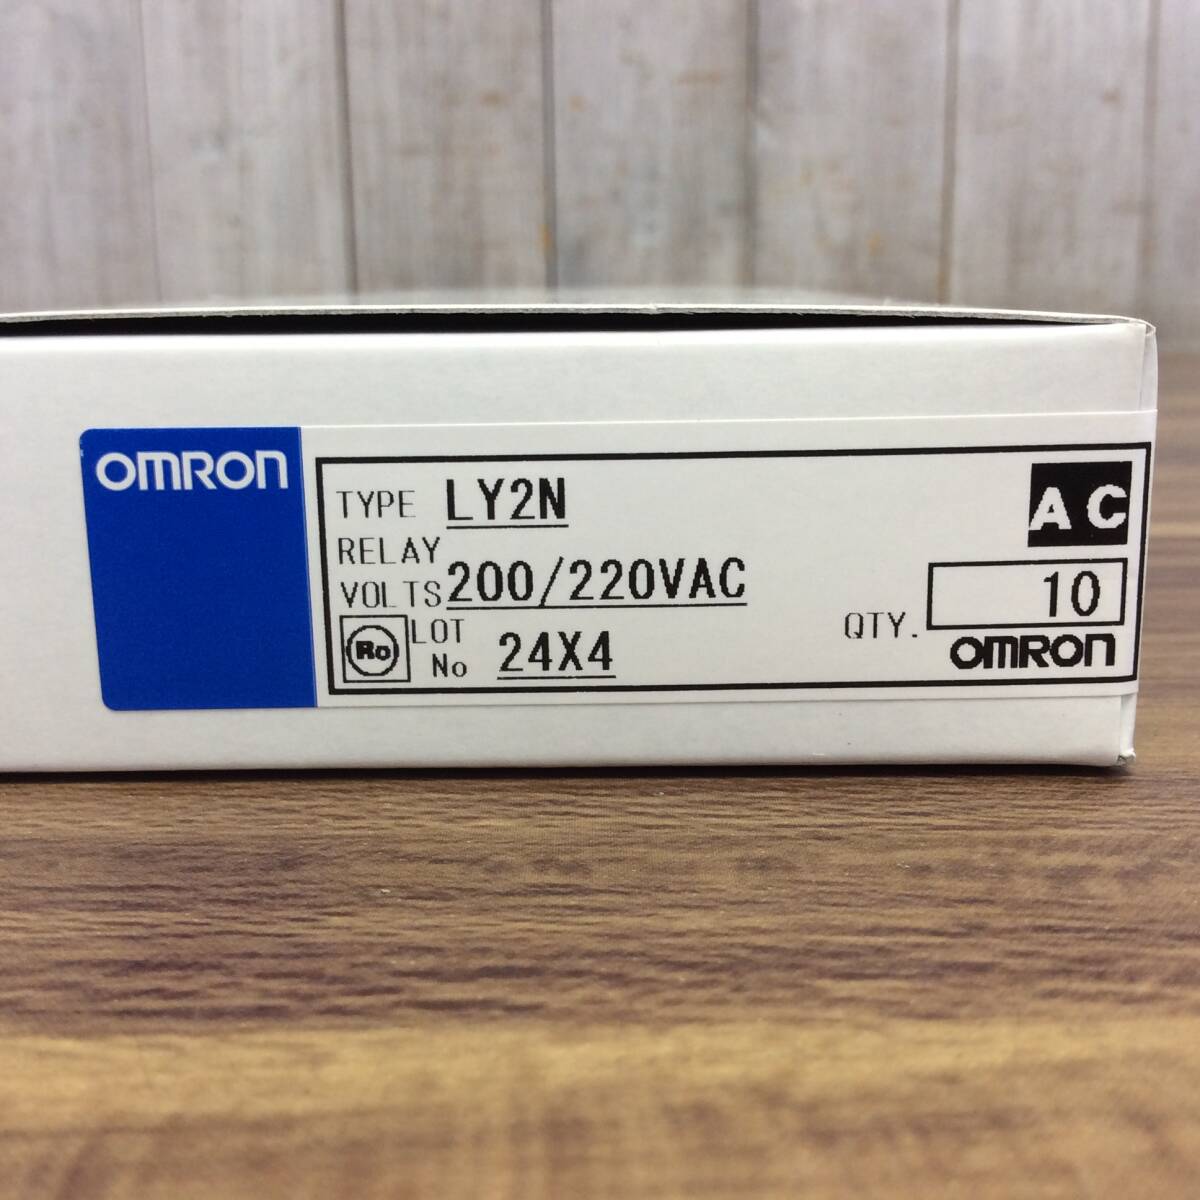 OMRON
TYPE LY2N
AC
RELAY
VOLTS 200/220VAC
Ro LOT
No 24X4
QTY. 10
OMRON